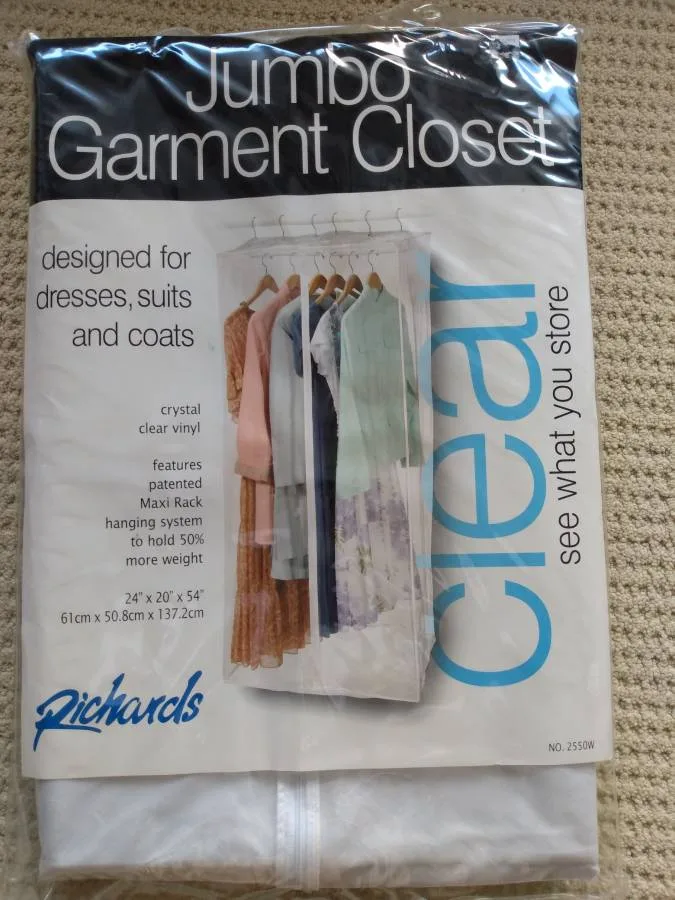 Jumbo
Garment Closet
designed for
dresses, suits
and coats
crystal
clear vinyl
features
patented
Maxi Rack
hanging system
to hold 50%
more weight
24" x 20" x 54"
61cm x 50.8cm x 137.2cm
Richards
clear
see what you store
NO. 2550W